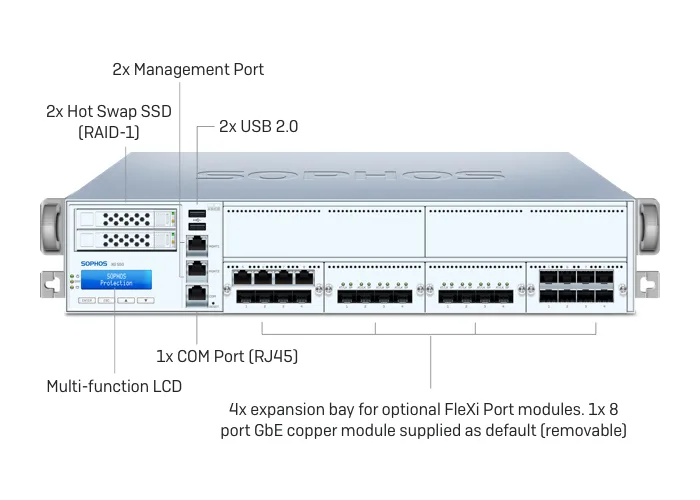 2x Management Port
2x Hot Swap SSD
(RAID-1)
2x USB 2.0
SOPHOS
SOPHOS
SOPHOS
Protection
1x COM Port (RJ45)
Multi-function LCD
4x expansion bay for optional FleXi Port modules. 1x 8
port GbE copper module supplied as default (removable)